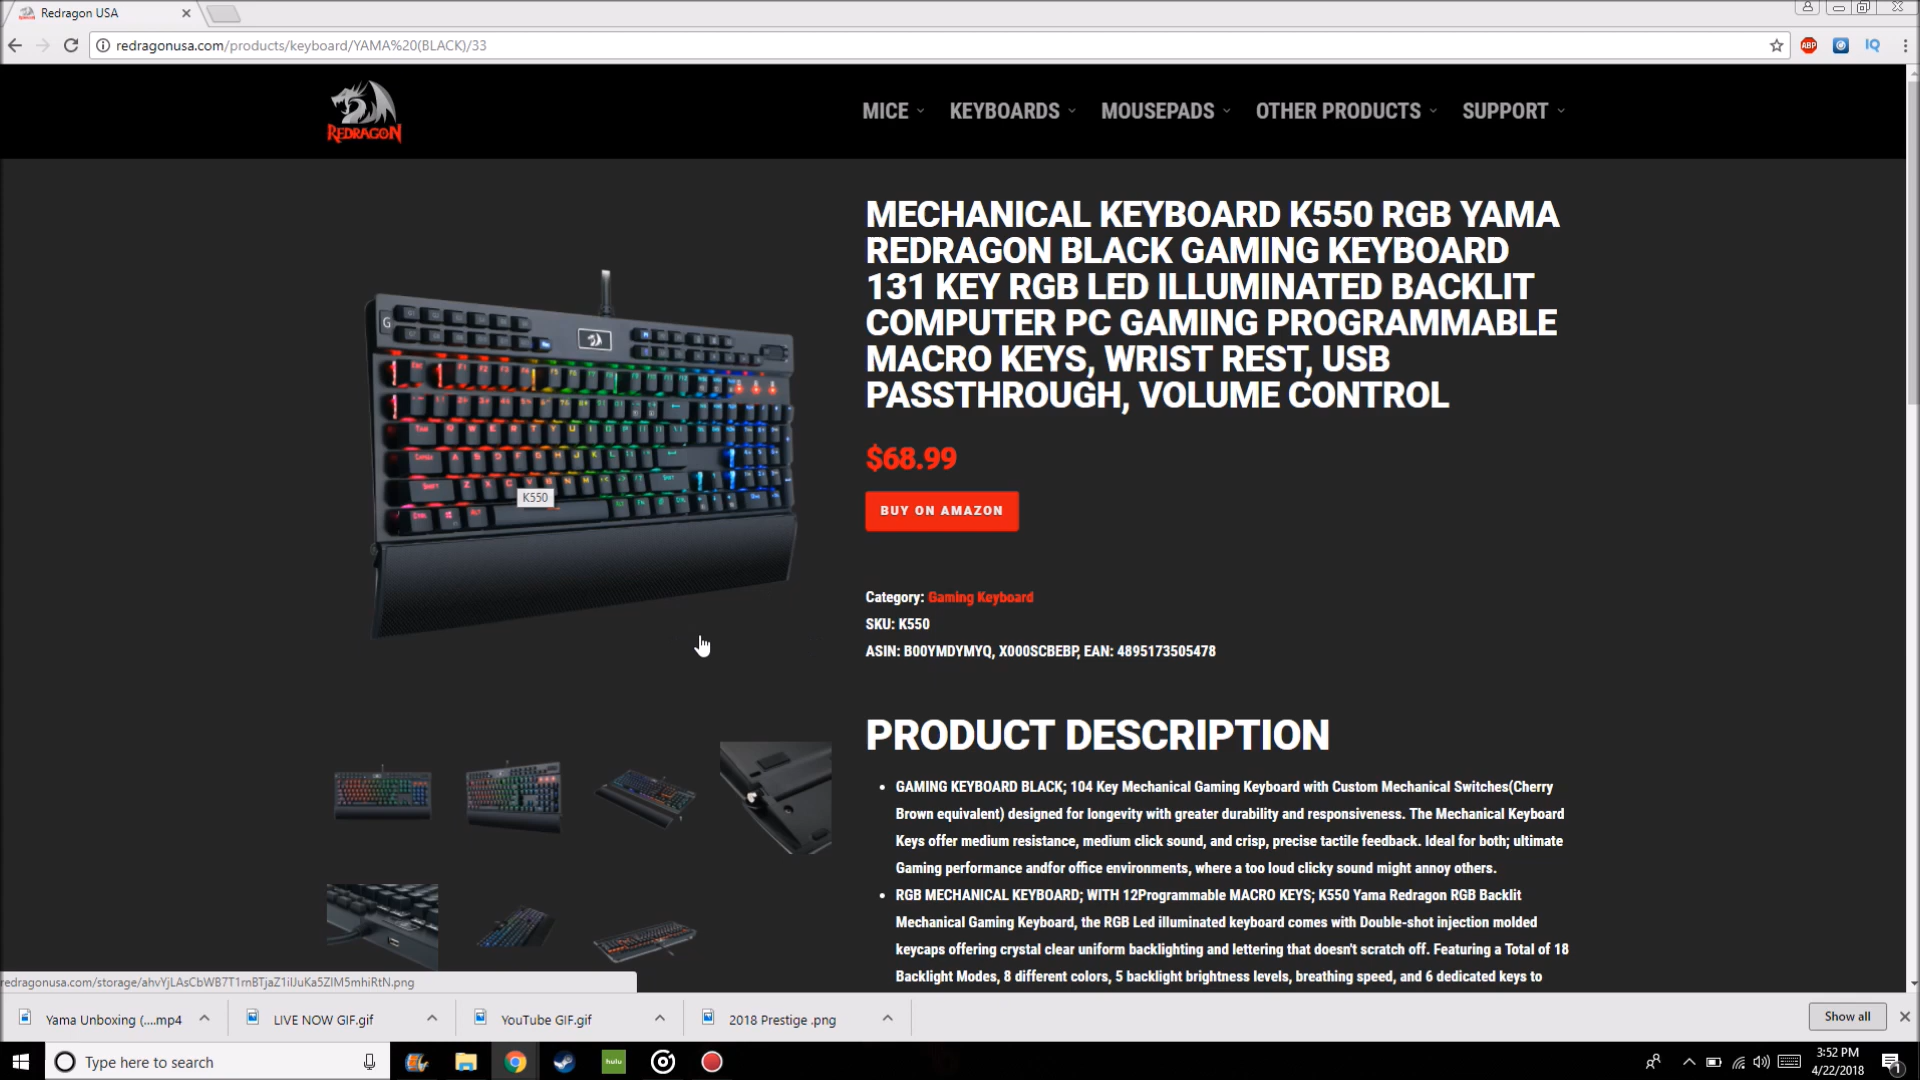 Redragon USA
redragonusa.com/products/keyboard/YAMA%20(BLACK)/33
ABP
IQ
REDRAGON
MICE
KEYBOARDS
MOUSEPADS
OTHER PRODUCTS
SUPPORT
MECHANICAL KEYBOARD K550 RGB YAMA
REDRAGON BLACK GAMING KEYBOARD
131 KEY RGB LED ILLUMINATED BACKLIT
COMPUTER PC GAMING PROGRAMMABLE
MACRO KEYS, WRIST REST, USB
PASSTHROUGH, VOLUME CONTROL
$68.99
BUY ON AMAZON
K550
Category: Gaming Keyboard
SKU: K550
ASIN: B00YMDYMYQ, X000SCBEBP, EAN: 4895173505478
PRODUCT DESCRIPTION
GAMING KEYBOARD BLACK; 104 Key Mechanical Gaming Keyboard with Custom Mechanical Switches(Cherry
Brown equivalent) designed for longevity with greater durability and responsiveness. The Mechanical Keyboard
Keys offer medium resistance, medium click sound, and crisp, precise tactile feedback. Ideal for both; ultimate
Gaming performance andfor office environments, where a too loud clicky sound might annoy others.
RGB MECHANICAL KEYBOARD; WITH 12Programmable MACRO KEYS; K550 Yama Redragon RGB Backlit
Mechanical Gaming Keyboard, the RGB Led illuminated keyboard comes with Double-shot injection molded
keycaps offering crystal clear uniform backlighting and lettering that doesn't scratch off. Featuring a Total of 18
Backlight Modes, 8 different colors, 5 backlight brightness levels, breathing speed, and 6 dedicated keys to
Yama Unboxing (....mp4
LIVE NOW GIF.gif
YouTube GIF.gif
2018 Prestige .png
Show all
Type here to search
hulu
3:52 PM
4/22/2018
1